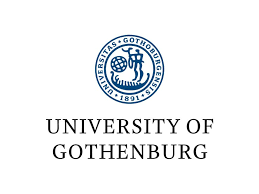 UNIVERSITAS · GOTHOBURGENSIS
· 1891 ·
UNIVERSITY OF
GOTHENBURG